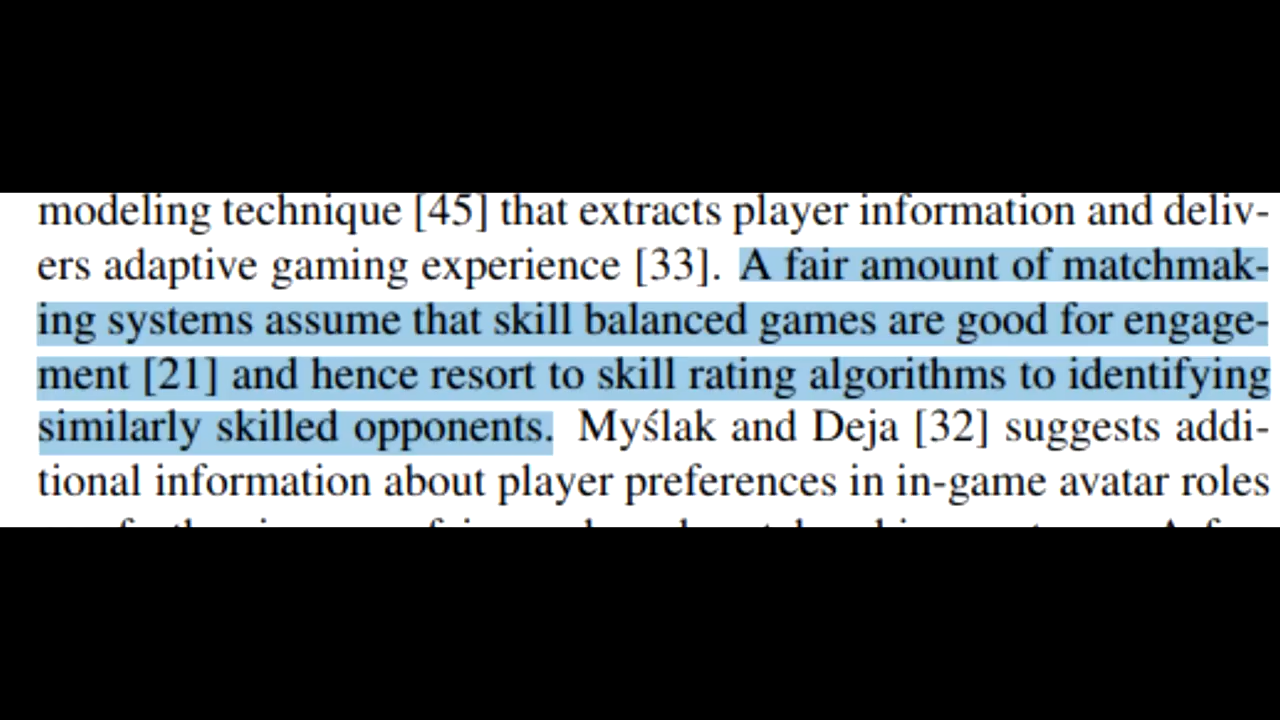 modeling technique [45] that extracts player information and deliv-
ers adaptive gaming experience [33]. A fair amount of matchmak-
ing systems assume that skill balanced games are good for engage-
ment [21] and hence resort to skill rating algorithms to identifying
similarly skilled opponents. Myślak and Deja [32] suggests addi-
tional information about player preferences in in-game avatar roles